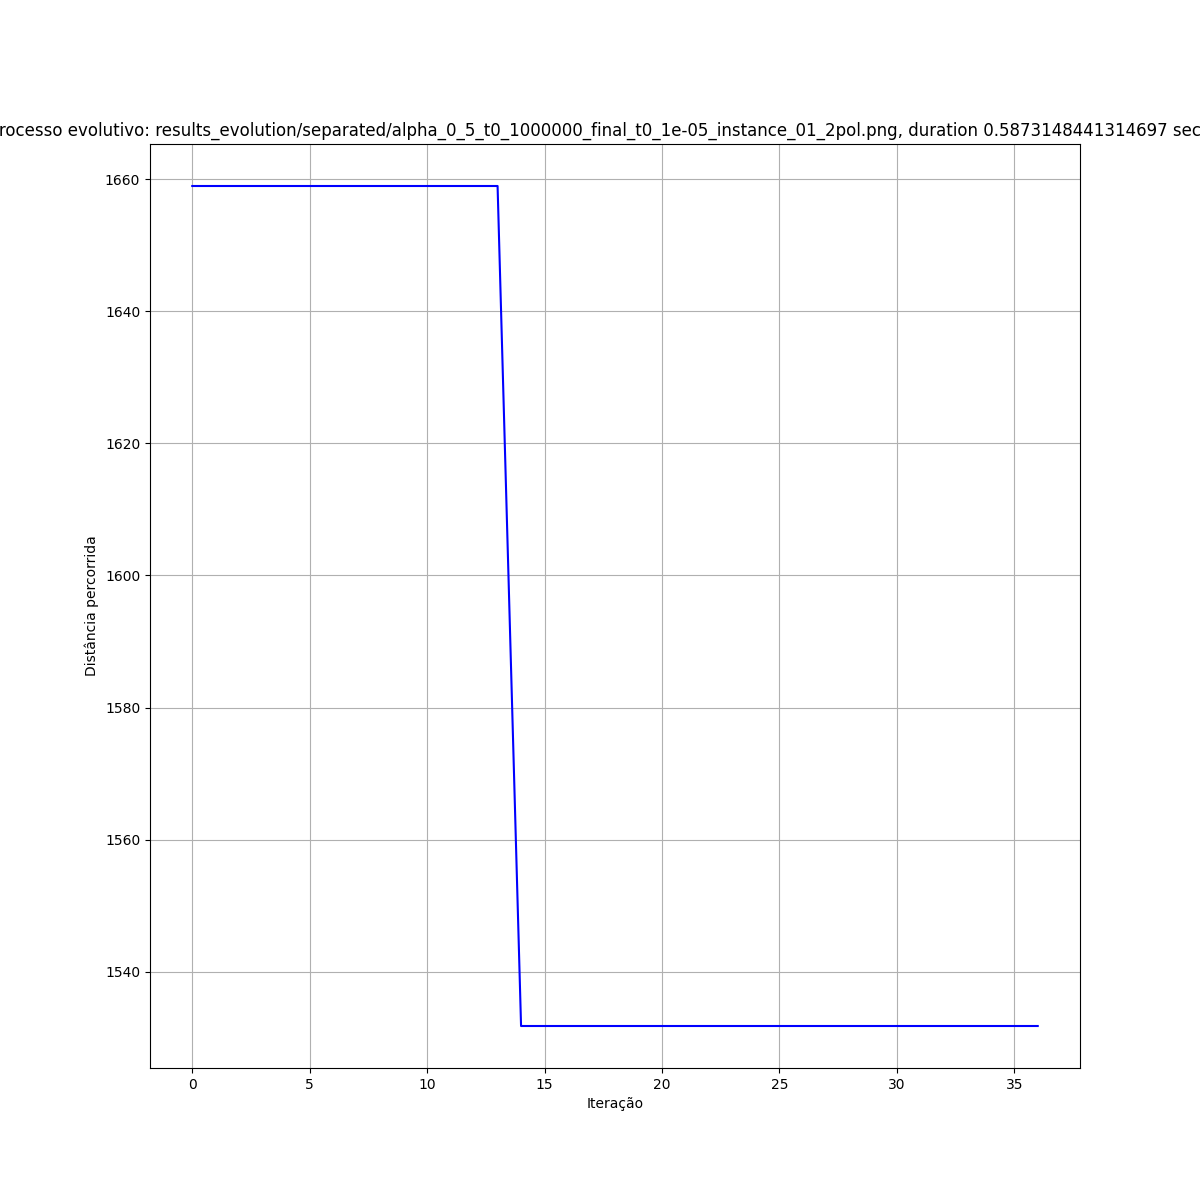 rocesso evolutivo: results_evolution/separated/alpha_0_5_t0_1000000_final_t0_1e-05_instance_01_2pol.png, duration 0.5873148441314697 sec
1660
1640
1620
1600
1580
1560
1540
Distância percorrida
0 5 10 15 20 25 30 35
Iteração